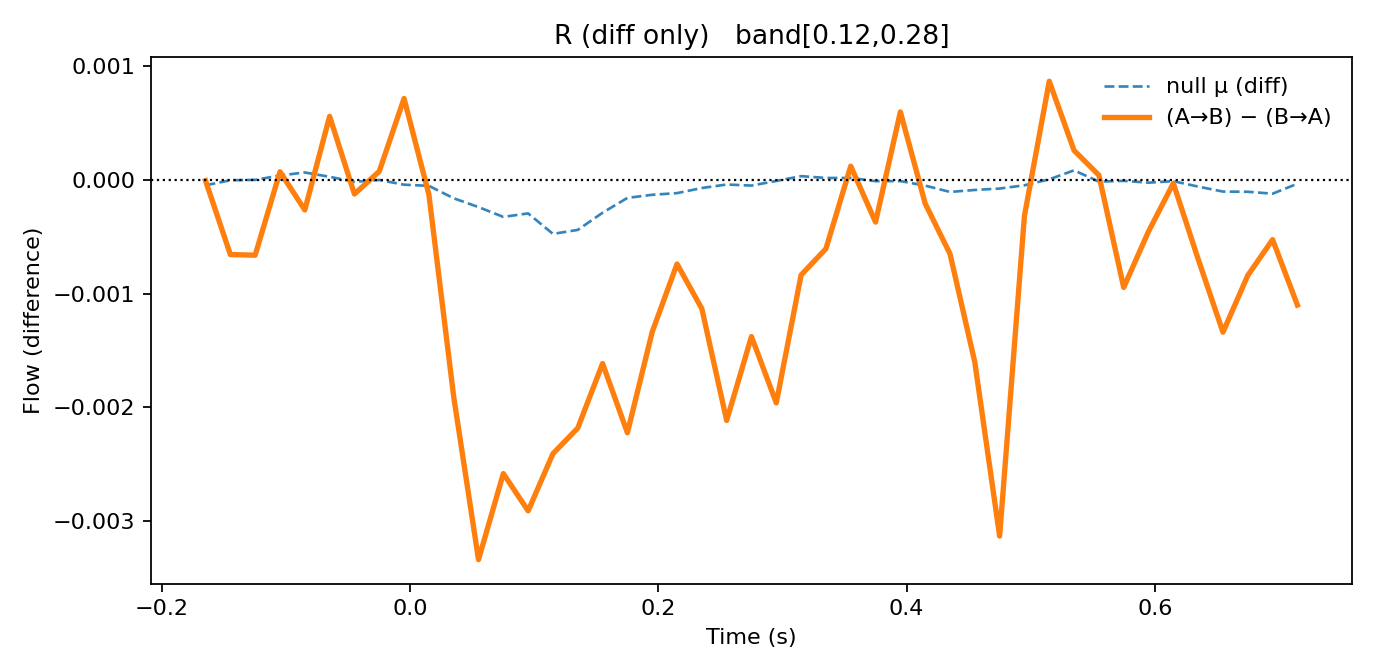 R (diff only)   band[0.12,0.28]
null μ (diff)
(A→B) − (B→A)
Flow (difference)
0.001
0.000
−0.001
−0.002
−0.003
−0.2
0.0
0.2
0.4
0.6
Time (s)